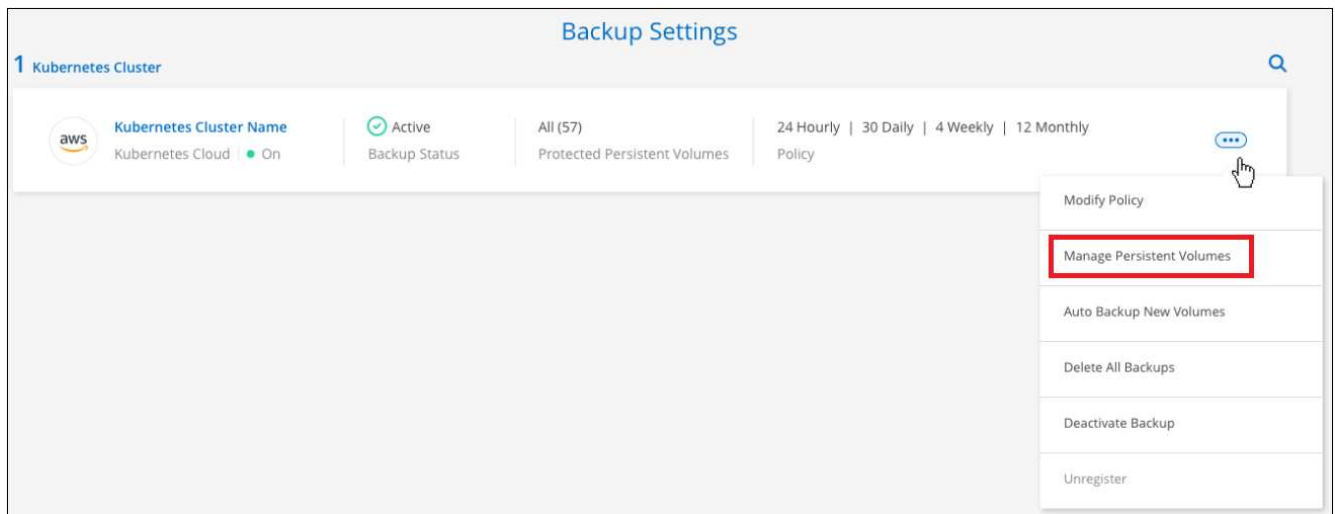 Backup Settings
1 Kubernetes Cluster
aws
Kubernetes Cluster Name
Kubernetes Cloud On
Active
Backup Status
All (57)
Protected Persistent Volumes
24 Hourly | 30 Daily | 4 Weekly | 12 Monthly
Policy
Modify Policy
Manage Persistent Volumes
Auto Backup New Volumes
Delete All Backups
Deactivate Backup
Unregister